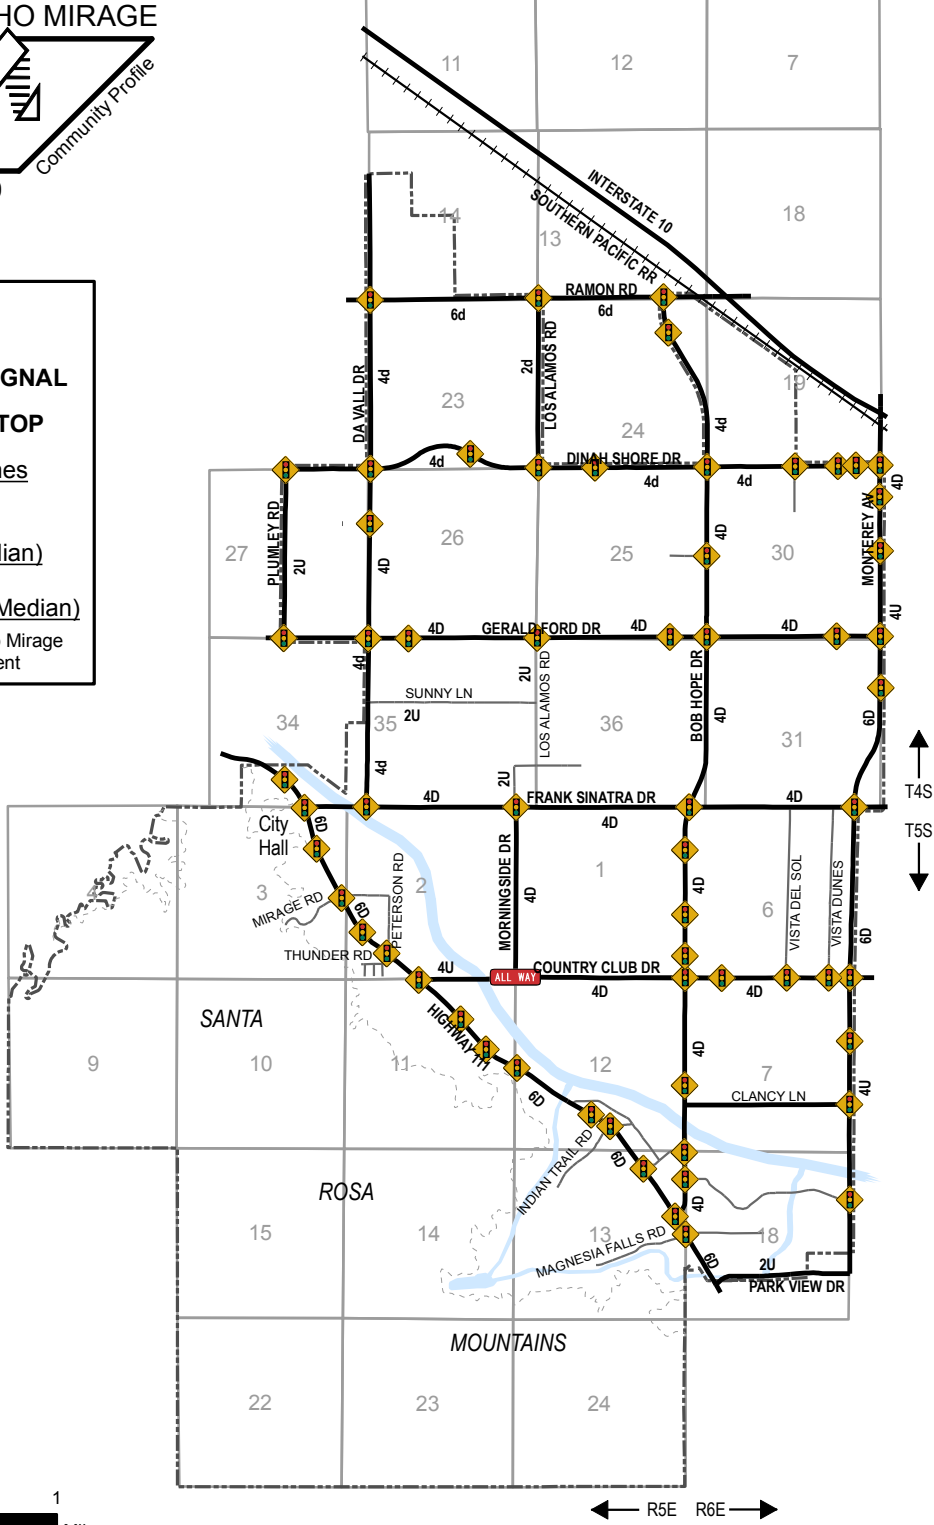 HO MIRAGE
Community Profile
GNAL
TOP
nes
dian)
Median)
o Mirage
ent
11
12
7
INTERSTATE 10
SOUTHERN PACIFIC RR
14
13
18
RAMON RD
6d
6d
DA VALL DR
4d
2d
LOS ALAMOS RD
23
24
19
4d
4d
DINAH SHORE DR
4d
4d
4D
PLUMLEY RD
2U
27
26
25
30
4D
4D
MONTEREY AV
4U
4D
GERALD FORD DR
4D
4D
4d
2U
LOS ALAMOS RD
BOB HOPE DR
SUNNY LN
2U
34
35
36
31
4D
6D
4d
2U
T4S
T5S
4D
FRANK SINATRA DR
4D
4D
City
Hall
6D
3
2
1
6
MIRAGE RD
6D
PETERSON RD
MORNINGSIDE DR
4D
4D
VISTA DEL SOL
VISTA DUNES
6D
THUNDER RD
4U
ALL WAY
COUNTRY CLUB DR
4D
4D
SANTA
HIGHWAY 111
9
10
11
12
7
4D
6D
CLANCY LN
4U
INDIAN TRAIL RD
6D
ROSA
15
14
13
18
4D
MAGNESIA FALLS RD
6D
2U
PARK VIEW DR
MOUNTAINS
22
23
24
1
R5E
R6E